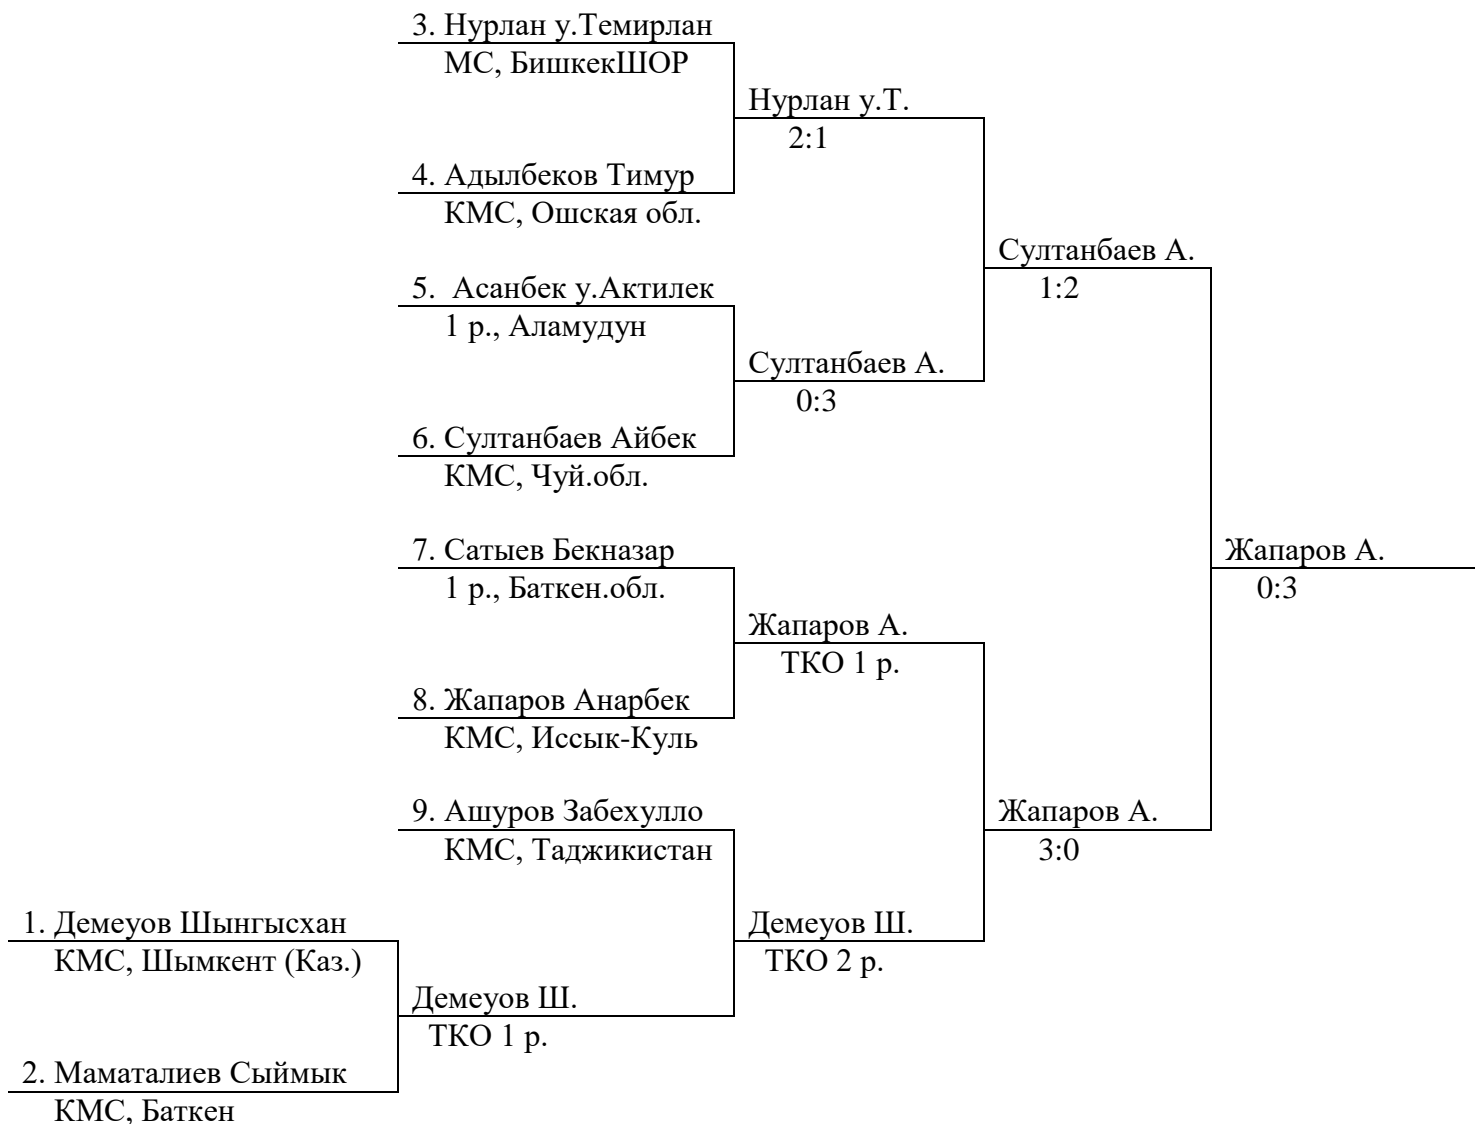 3. Нурлан у.Темирлан
МС, БишкекШОР
Нурлан у.Т.
2:1
4. Адылбеков Тимур
КМС, Ошская обл.
Султанбаев А.
1:2
5. Асанбек у.Актилек
1 р., Аламудун
Султанбаев А.
0:3
6. Султанбаев Айбек
КМС, Чуй.обл.
7. Сатыев Бекназар
1 р., Баткен.обл.
Жапаров А.
0:3
Жапаров А.
ТКО 1 р.
8. Жапаров Анарбек
КМС, Иссык-Куль
9. Ашуров Забехулло
КМС, Таджикистан
Жапаров А.
3:0
1. Демеуов Шынгысхан
КМС, Шымкент (Каз.)
Демеуов Ш.
ТКО 2 р.
Демеуов Ш.
ТКО 1 р.
2. Маматалиев Сыймык
КМС, Баткен